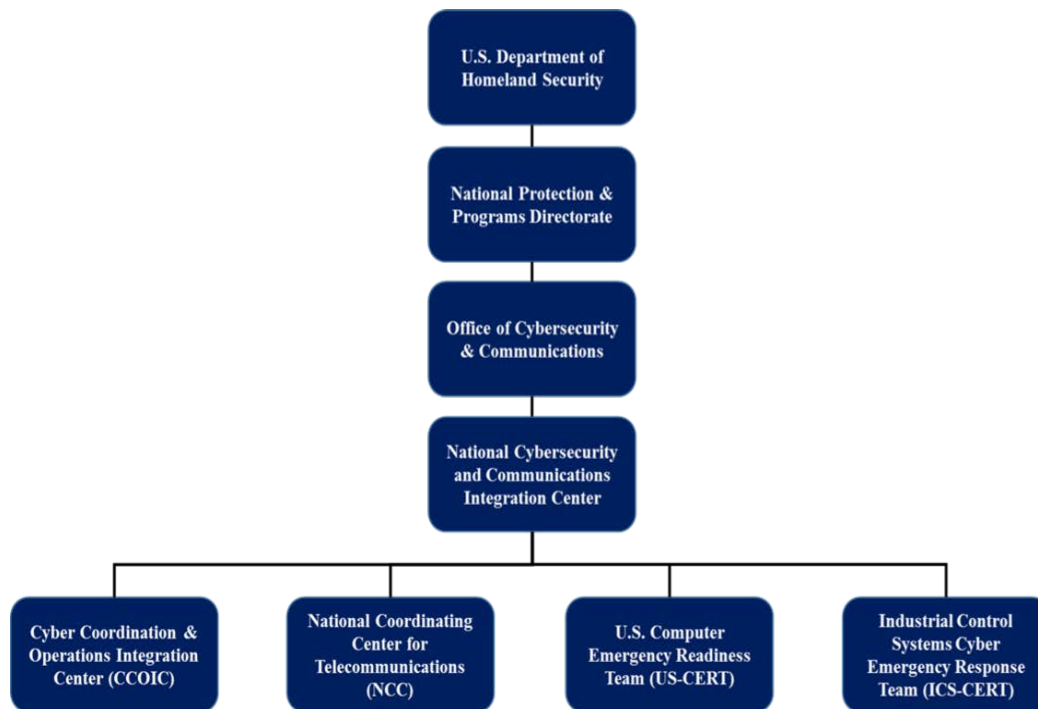 U.S. Department of
Homeland Security
National Protection &
Programs Directorate
Office of Cybersecurity
& Communications
National Cybersecurity
and Communications
Integration Center
Cyber Coordination &
Operations Integration
Center (CCOIC)
National Coordinating
Center for
Telecommunications
(NCC)
U.S. Computer
Emergency Readiness
Team (US-CERT)
Industrial Control
Systems Cyber
Emergency Response
Team (ICS-CERT)